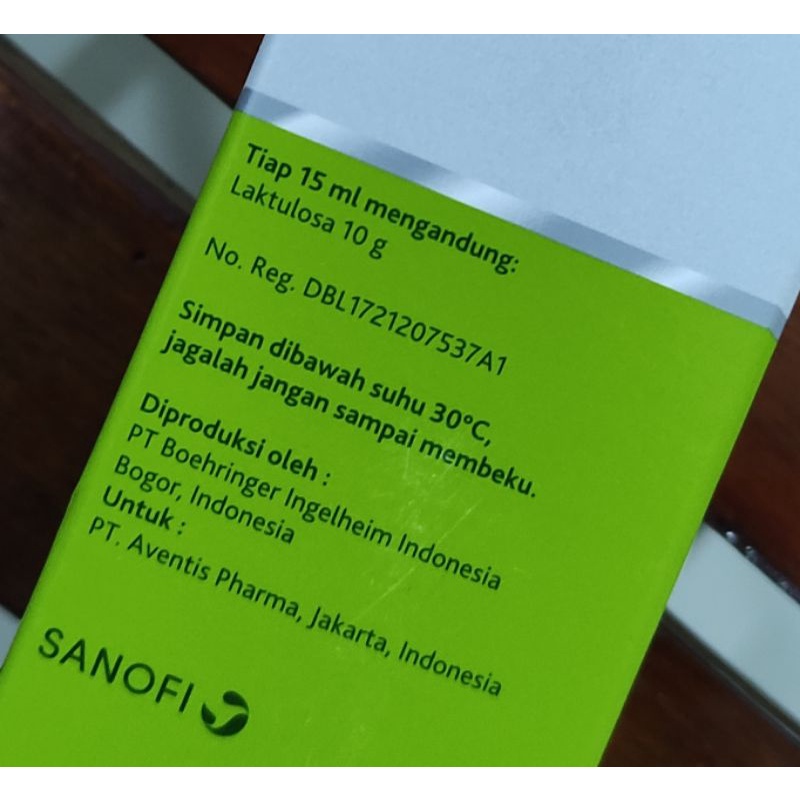 Tiap 15 ml mengandung:
Laktulosa 10 g
No. Reg. DBL1721207537A1
Simpan dibawah suhu 30°C,
jagalah jangan sampai membeku.
Diproduksi oleh :
PT Boehringer Ingelheim Indonesia
Bogor, Indonesia
Untuk :
PT. Aventis Pharma, Jakarta, Indonesia
SANOFI